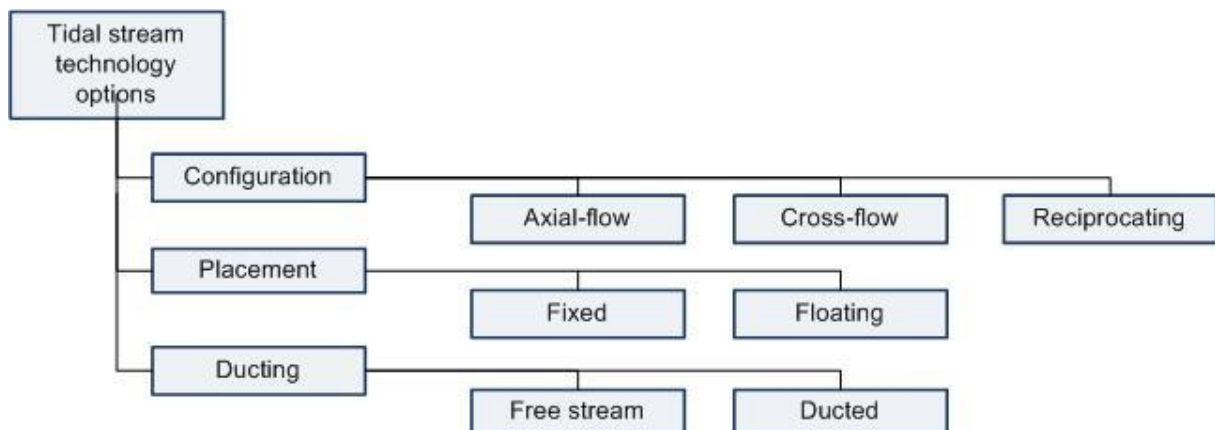 Tidal stream
technology
options
Configuration
Axial-flow
Cross-flow
Reciprocating
Placement
Fixed
Floating
Ducting
Free stream
Ducted